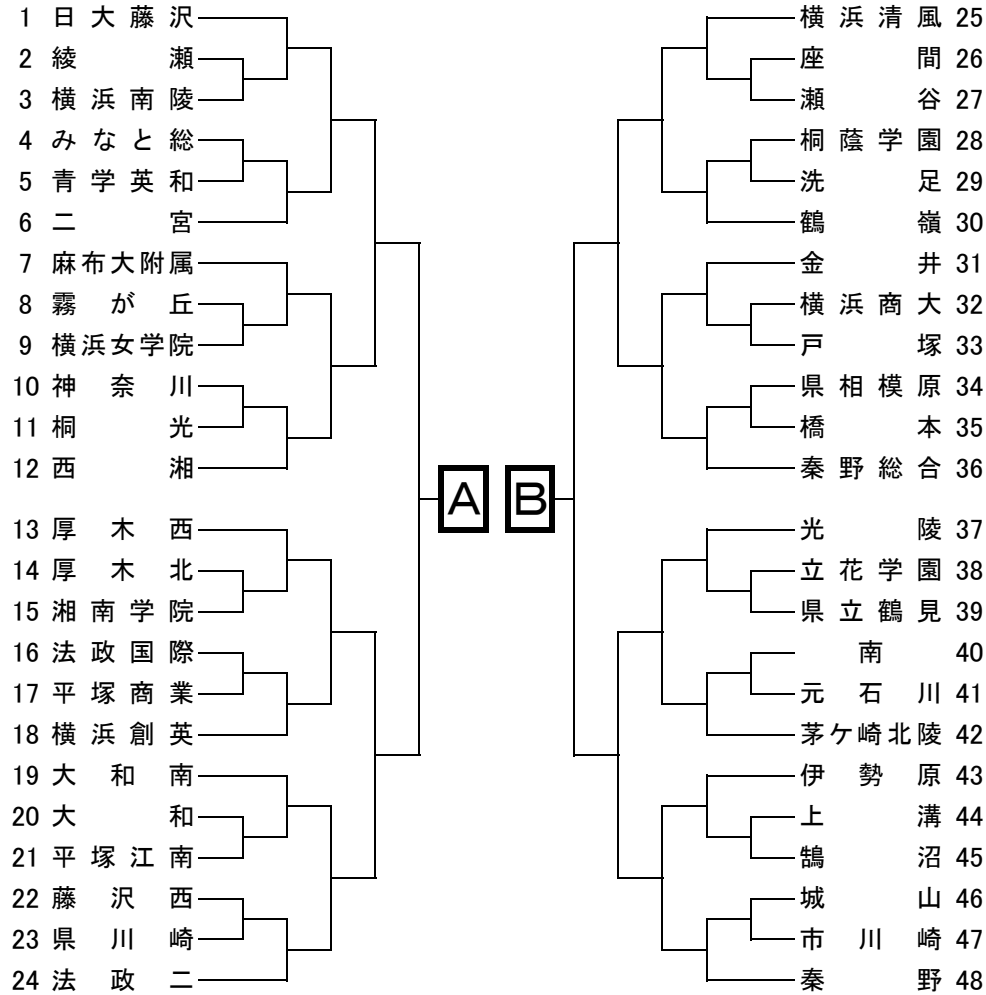 1 日大藤沢
2 綾瀬
3 横浜南陵
4 みなと総
5 青学英和
6 二宮
7 麻布大附属
8 霧が丘
9 横浜女学院
10 神奈川
11 桐光
12 西湘
13 厚木西
14 厚木北
15 湘南学院
16 法政国際
17 平塚商業
18 横浜創英
19 大和南
20 大和
21 平塚江南
22 藤沢西
23 県川崎
24 法政二
A B
横浜清風 25
座間 26
瀬谷 27
桐蔭学園 28
洗足 29
鶴嶺 30
金井 31
横浜商大 32
戸塚 33
県相模原 34
橋本 35
秦野総合 36
光陵 37
立花学園 38
県立鶴見 39
南 40
元石川 41
茅ケ崎北陵 42
伊勢原 43
上溝 44
鵠沼 45
城山 46
市川崎 47
秦野 48